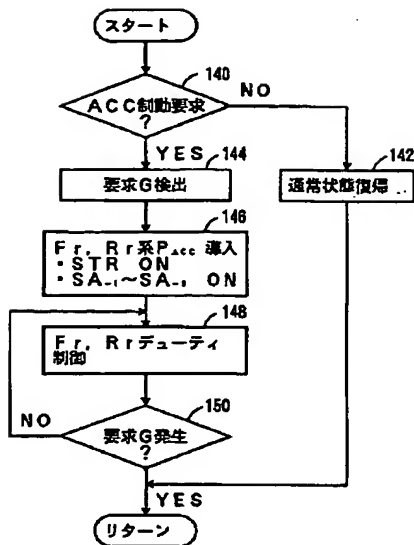 スタート
140
ACC制動要求
?
NO
YES
144
142
要求G検出
通常状態復帰
146
Fr, Rr系P_ACC 導入
・STR ON
・SA₋₁~SA₋ ON
148
Fr, Rrデューティ
制御
NO
150
要求G発生
?
YES
リターン